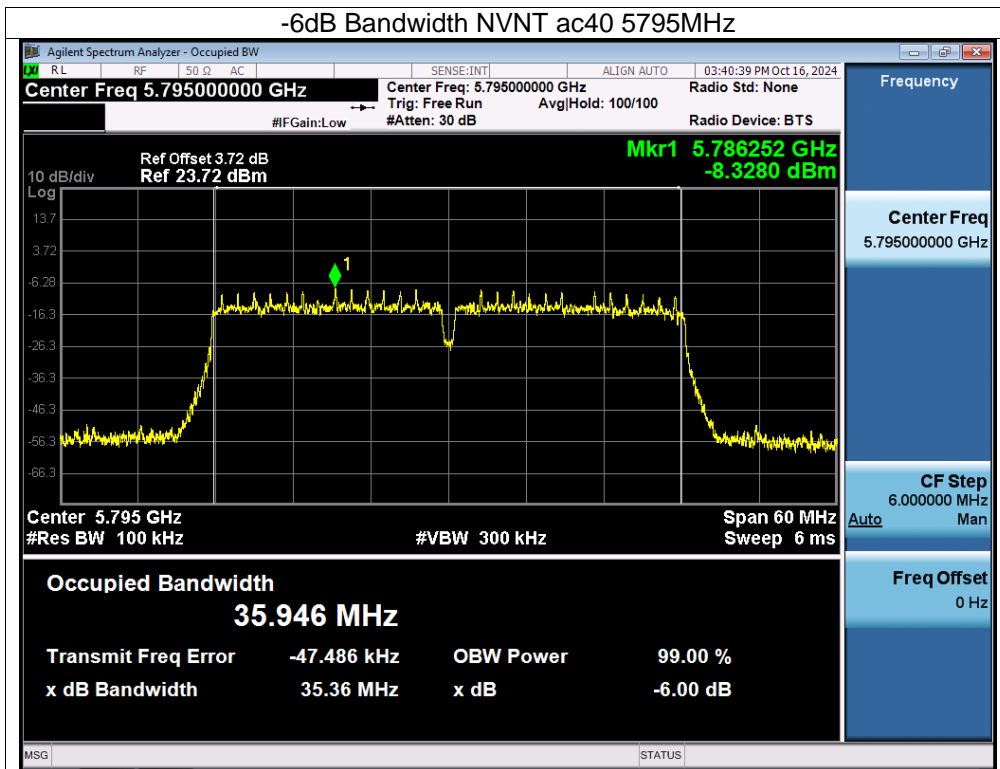 -6dB Bandwidth NVNT ac40 5795MHz
Agilent Spectrum Analyzer - Occupied BW
LXI RL RF 50 Ω AC SENSE:INT ALIGN AUTO 03:40:39 PM Oct 16, 2024
Center Freq 5.795000000 GHz
Center Freq: 5.795000000 GHz Radio Std: None
Trig: Free Run Avg|Hold: 100/100
#IFGain:Low #Atten: 30 dB Radio Device: BTS
Frequency
Mkr1 5.786252 GHz
-8.3280 dBm
Ref Offset 3.72 dB
10 dB/div Ref 23.72 dBm
Log
13.7
3.72
-6.28
-16.3
-26.3
-36.3
-46.3
-56.3
-66.3
1
Center 5.795 GHz Span 60 MHz
#Res BW 100 kHz #VBW 300 kHz Sweep 6 ms
Center Freq
5.795000000 GHz
CF Step
6.000000 MHz
Auto Man
Freq Offset
0 Hz
Occupied Bandwidth
35.946 MHz
Transmit Freq Error -47.486 kHz OBW Power 99.00 %
x dB Bandwidth 35.36 MHz x dB -6.00 dB
MSG STATUS